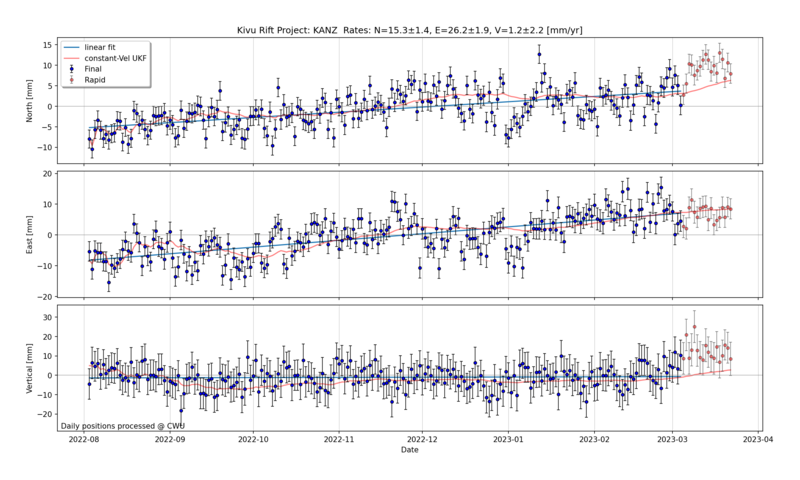 Kivu Rift Project: KANZ  Rates: N=15.3±1.4, E=26.2±1.9, V=1.2±2.2 [mm/yr]
linear fit
constant-Vel UKF
Final
Rapid
North [mm]
15
10
5
0
−5
−10
East [mm]
20
10
0
−10
−20
Vertical [mm]
30
20
10
0
−10
−20
Daily positions processed @ CWU
2022-08
2022-09
2022-10
2022-11
2022-12
2023-01
2023-02
2023-03
2023-04
Date